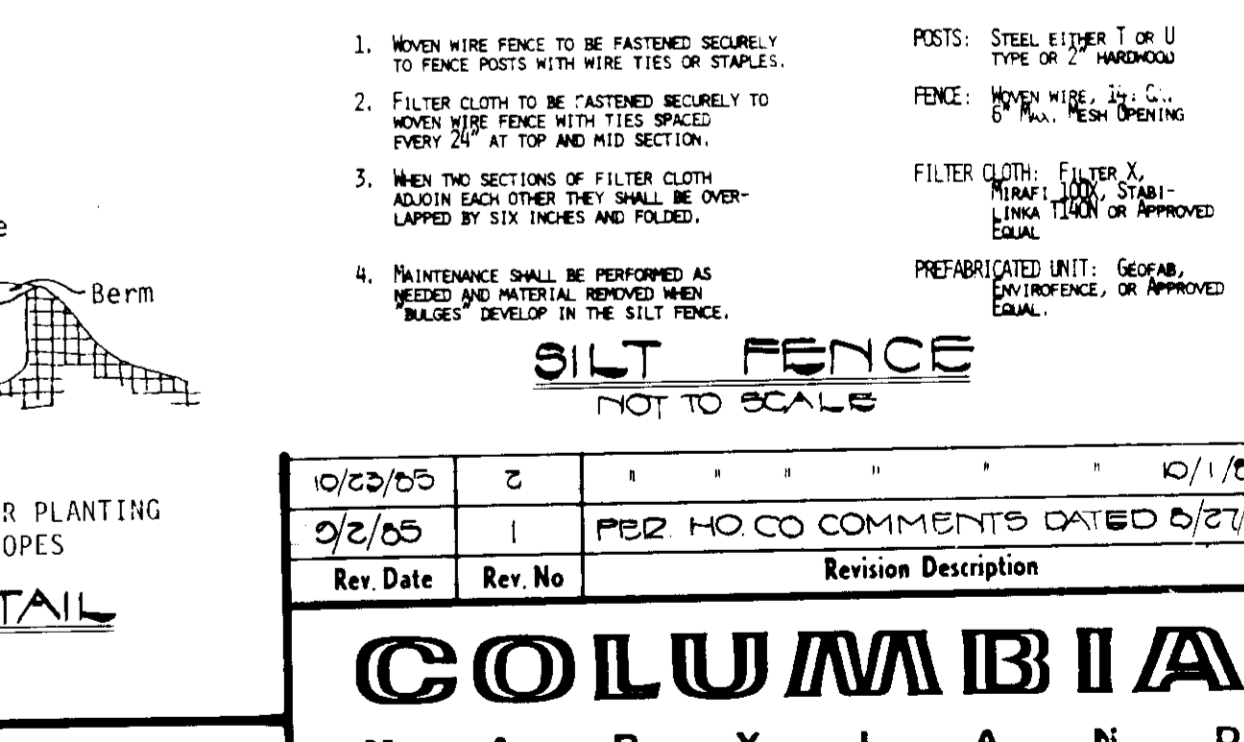 1. WOVEN WIRE FENCE TO BE FASTENED SECURELY
TO FENCE POSTS WITH WIRE TIES OR STAPLES.
2. FILTER CLOTH TO BE FASTENED SECURELY TO
WOVEN WIRE FENCE WITH TIES SPACED
EVERY 24" AT TOP AND MID SECTION.
3. WHEN TWO SECTIONS OF FILTER CLOTH
ADJOIN EACH OTHER THEY SHALL BE OVER-
LAPPED BY SIX INCHES AND FOLDED.
4. MAINTENANCE SHALL BE PERFORMED AS
NEEDED AND MATERIAL REMOVED WHEN
"BULGES" DEVELOP IN THE SILT FENCE.
POSTS: STEEL EITHER T OR U
TYPE OR 2" HARDWOOD
FENCE: WOVEN WIRE,
6" MAX. MESH OPENING
FILTER CLOTH: FILTER X,
MIRAFI 100X, STABI-
LINKA T140N OR APPROVED
EQUAL
PREFABRICATED UNIT: GEOFAB,
ENVIROFENCE, OR APPROVED
EQUAL.
SILT FENCE
NOT TO SCALE
Berm
R PLANTING
OPES
TAIL
10/23/85 2 " " " " " " 10/1/8
9/2/85 1 PER. HO. CO COMMENTS DATED 8/27/
Rev. Date Rev. No Revision Description
COLUMBIA